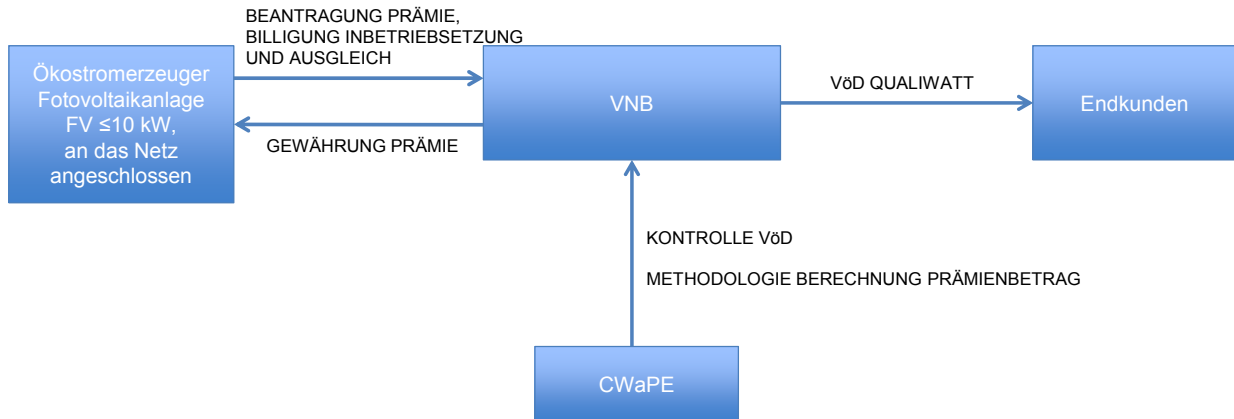 BEANTRAGUNG PRÄMIE,
BILLIGUNG INBETRIEBSETZUNG
UND AUSGLEICH
Ökostromerzeuger
Fotovoltaikanlage
FV ≤10 kW,
an das Netz
angeschlossen
GEWÄHRUNG PRÄMIE
VNB
VöD QUALIWATT
Endkunden
KONTROLLE VöD
METHODOLOGIE BERECHNUNG PRÄMIENBETRAG
CWaPE